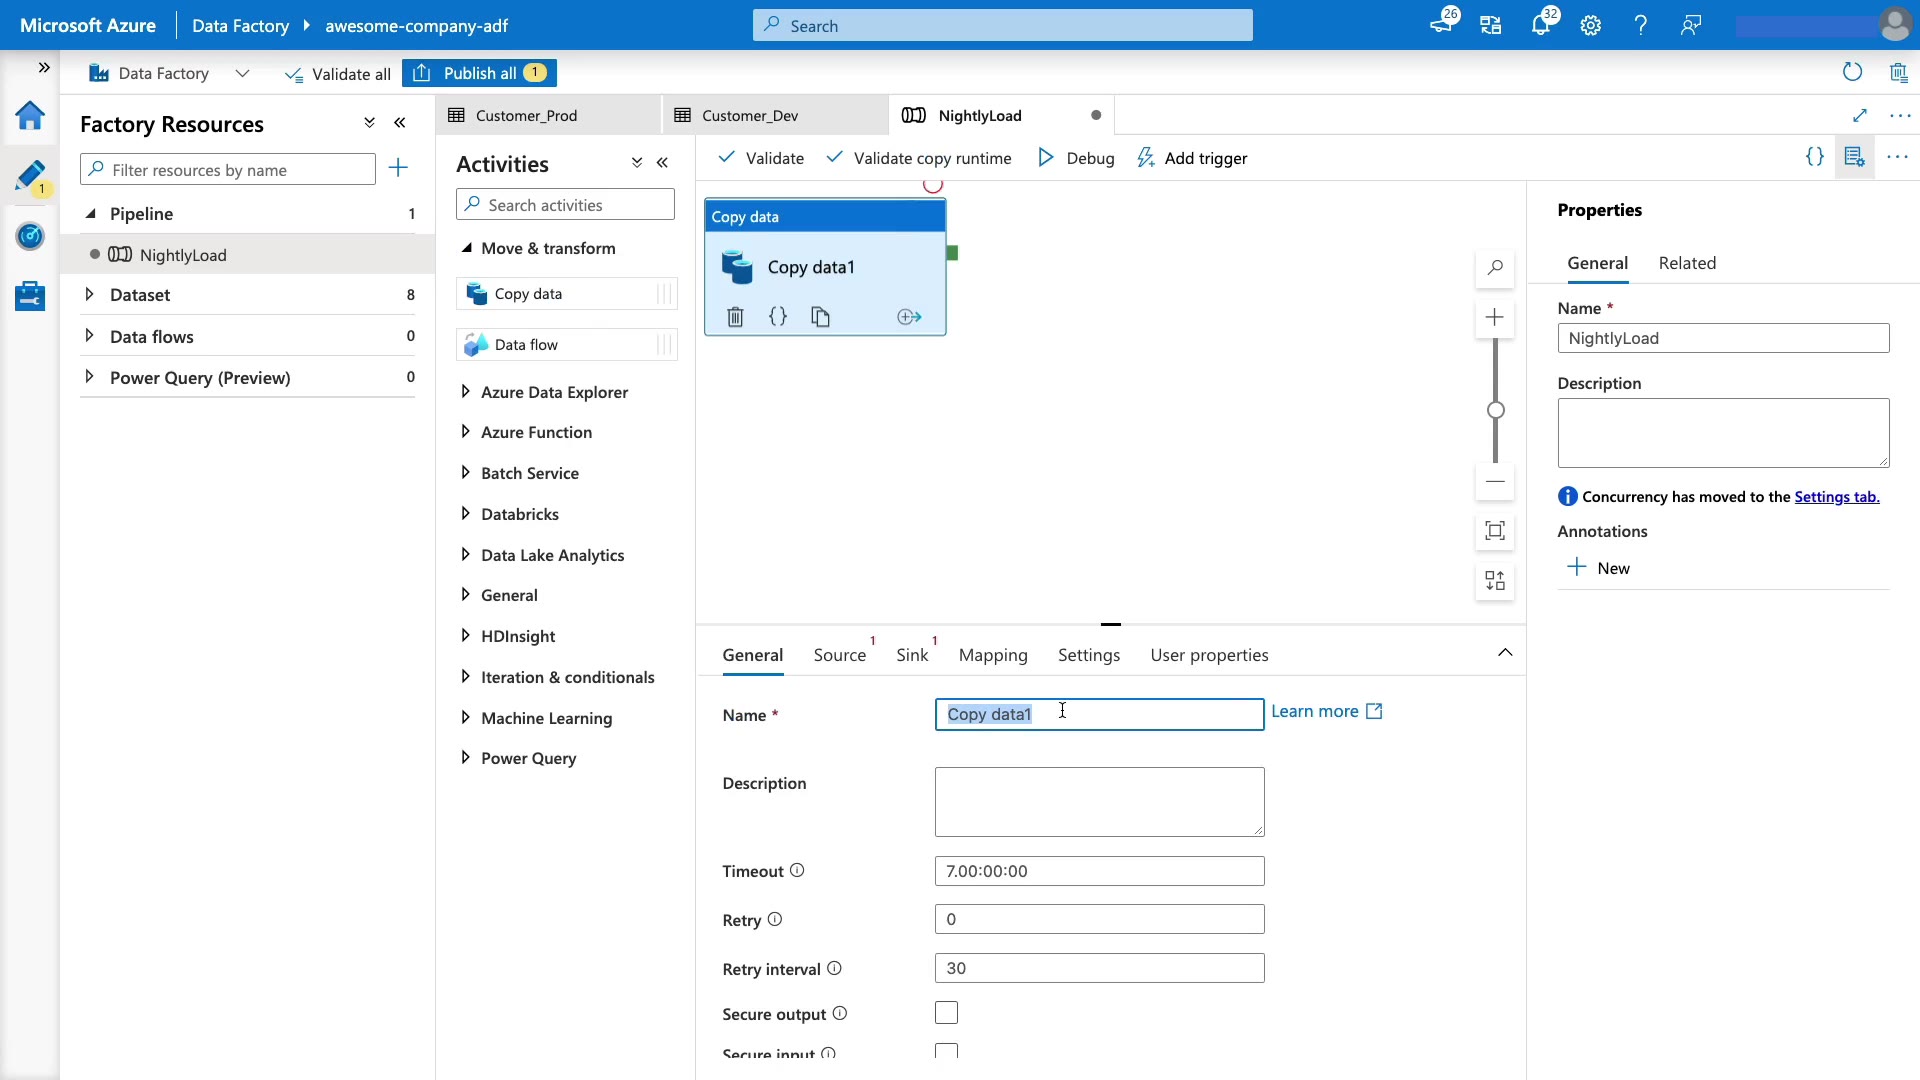 Microsoft Azure
Data Factory
awesome-company-adf
Search
26
32
Data Factory
Validate all
Publish all
1
Factory Resources
Filter resources by name
1
Pipeline
1
NightlyLoad
Dataset
8
Data flows
0
Power Query (Preview)
0
Customer_Prod
Customer_Dev
NightlyLoad
Activities
Search activities
Move & transform
Copy data
Data flow
Azure Data Explorer
Azure Function
Batch Service
Databricks
Data Lake Analytics
General
HDInsight
Iteration & conditionals
Machine Learning
Power Query
Validate
Validate copy runtime
Debug
Add trigger
Copy data
Copy data1
General
Source
1
Sink
1
Mapping
Settings
User properties
Name *
Copy data1
Learn more
Description
Timeout
7.00:00:00
Retry
0
Retry interval
30
Secure output
Secure input
Properties
General
Related
Name *
NightlyLoad
Description
Concurrency has moved to the Settings tab.
Annotations
New